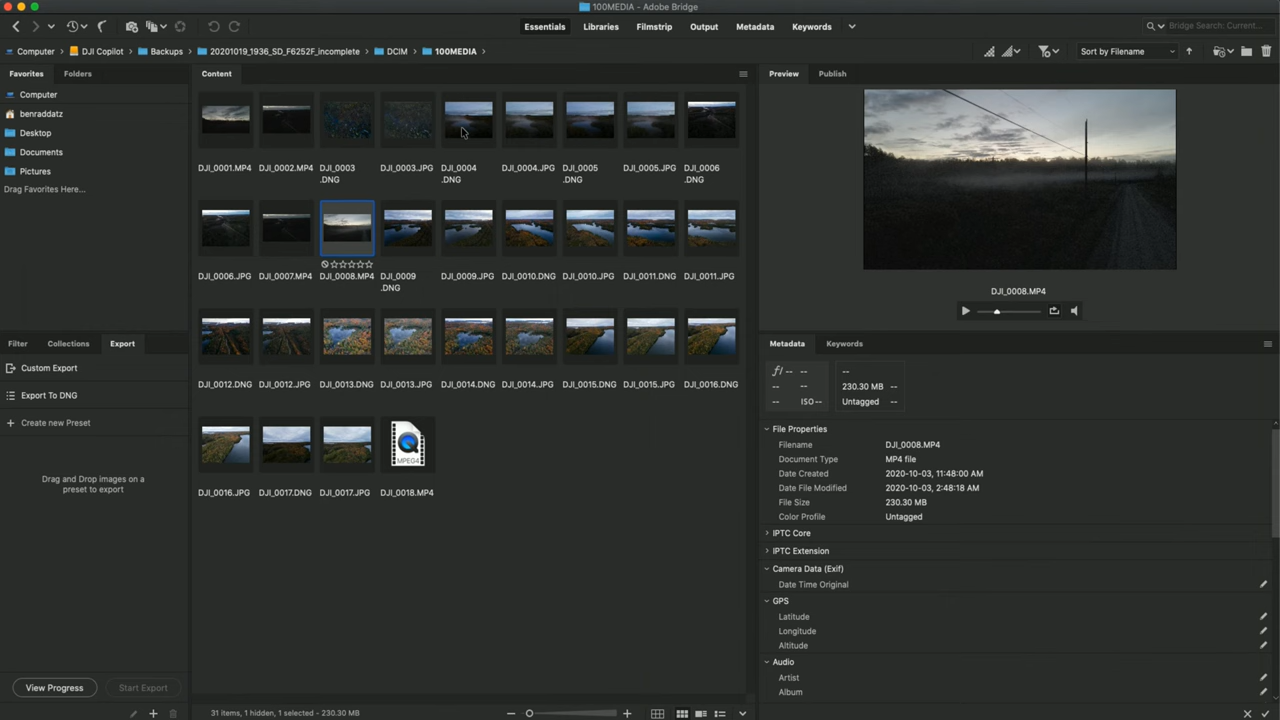 100MEDIA - Adobe Bridge
Essentials Libraries Filmstrip Output Metadata Keywords
Bridge Search: Current...
Computer > DJI Copilot > Backups > 20201019_1936_SD_F6252F_incomplete > DCIM > 100MEDIA >
Sort by Filename
Favorites Folders
Computer
benraddatz
Desktop
Documents
Pictures
Drag Favorites Here...
Filter Collections Export
Custom Export
Export To DNG
Create new Preset
Drag and Drop images on a
preset to export
View Progress Start Export
Content
DJI_0001.MP4 DJI_0002.MP4 DJI_0003
.DNG DJI_0003.JPG DJI_0004
.DNG DJI_0004.JPG DJI_0005
.DNG DJI_0005.JPG DJI_0006
.DNG
DJI_0006.JPG DJI_0007.MP4 DJI_0008.MP4 DJI_0009
.DNG DJI_0009.JPG DJI_0010.DNG DJI_0010.JPG DJI_0011.DNG DJI_0011.JPG
DJI_0012.DNG DJI_0012.JPG DJI_0013.DNG DJI_0013.JPG DJI_0014.DNG DJI_0014.JPG DJI_0015.DNG DJI_0015.JPG DJI_0016.DNG
MPEG4
DJI_0016.JPG DJI_0017.DNG DJI_0017.JPG DJI_0018.MP4
31 items, 1 hidden, 1 selected - 230.30 MB
Preview Publish
DJI_0008.MP4
Metadata Keywords
f/ -- -- --
-- -- 230.30 MB --
-- ISO -- Untagged --
File Properties
Filename DJI_0008.MP4
Document Type MP4 file
Date Created 2020-10-03, 11:48:00 AM
Date File Modified 2020-10-03, 2:48:18 AM
File Size 230.30 MB
Color Profile Untagged
IPTC Core
IPTC Extension
Camera Data (Exif)
Date Time Original
GPS
Latitude
Longitude
Altitude
Audio
Artist
Album